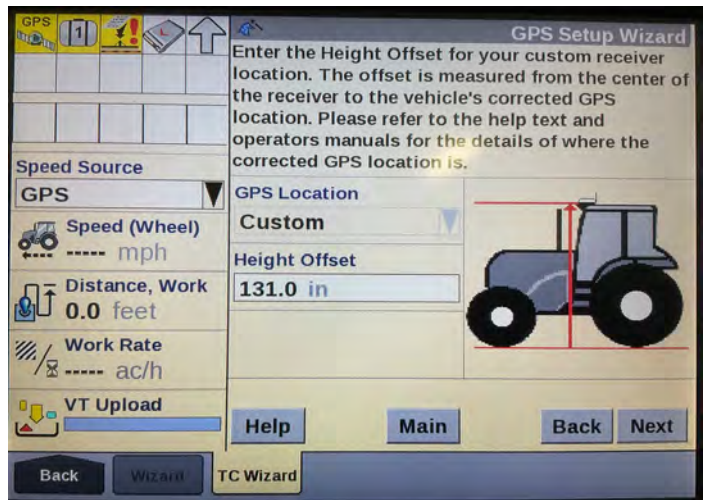 GPS
1
GPS Setup Wizard
Enter the Height Offset for your custom receiver
location. The offset is measured from the center of
the receiver to the vehicle's corrected GPS
location. Please refer to the help text and
operators manuals for the details of where the
corrected GPS location is.
Speed Source
GPS
Speed (Wheel)
----- mph
Distance, Work
0.0 feet
Work Rate
----- ac/h
VT Upload
GPS Location
Custom
Height Offset
131.0 in
Help
Main
Back
Next
Back
Wizard
TC Wizard